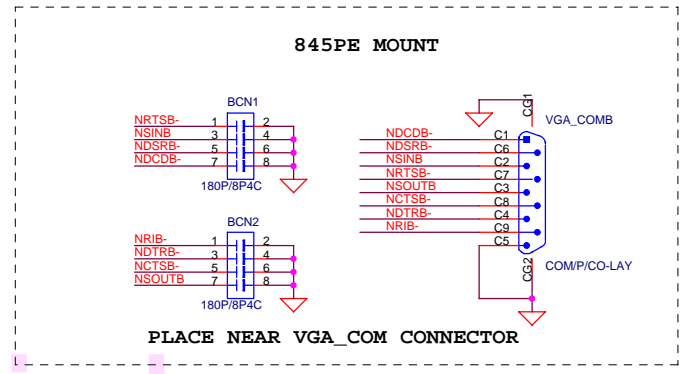 845PE MOUNT
BCN1
NRTSB- 1 2
NSINB 3 4
NDSRB- 5 6
NDCDB- 7 8
180P/8P4C
BCN2
NRIB- 1 2
NDTRB- 3 4
NCTSB- 5 6
NSOUTB 7 8
180P/8P4C
CG1
VGA_COMB
NDCDB- C1
NDSRB- C6
NSINB C2
NRTSB- C7
NSOUTB C3
NCTSB- C8
NDTRB- C4
NRIB- C9
C5
CG2
COM/P/CO-LAY
PLACE NEAR VGA_COM CONNECTOR